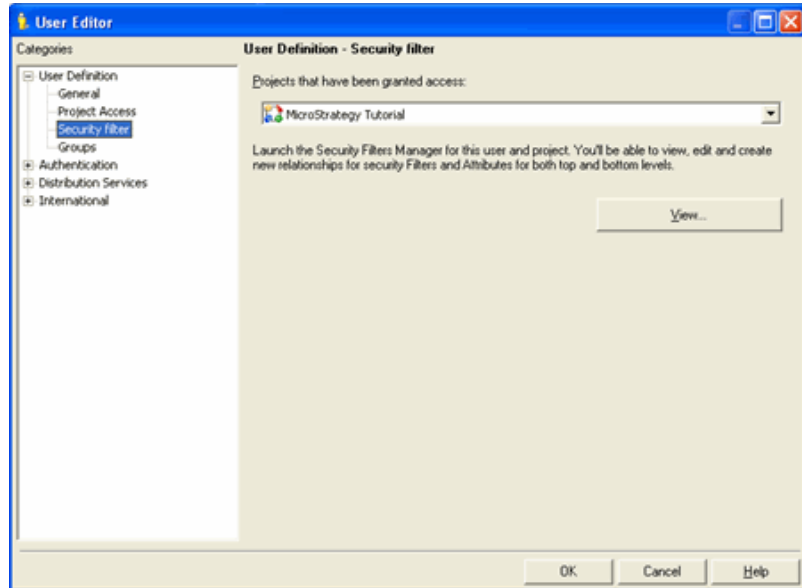 User Editor
Categories
User Definition
General
Project Access
Security filter
Groups
Authentication
Distribution Services
International
User Definition - Security filter
Projects that have been granted access:
MicroStrategy Tutorial
Launch the Security Filters Manager for this user and project. You'll be able to view, edit and create
new relationships for security Filters and Attributes for both top and bottom levels.
View...
OK
Cancel
Help